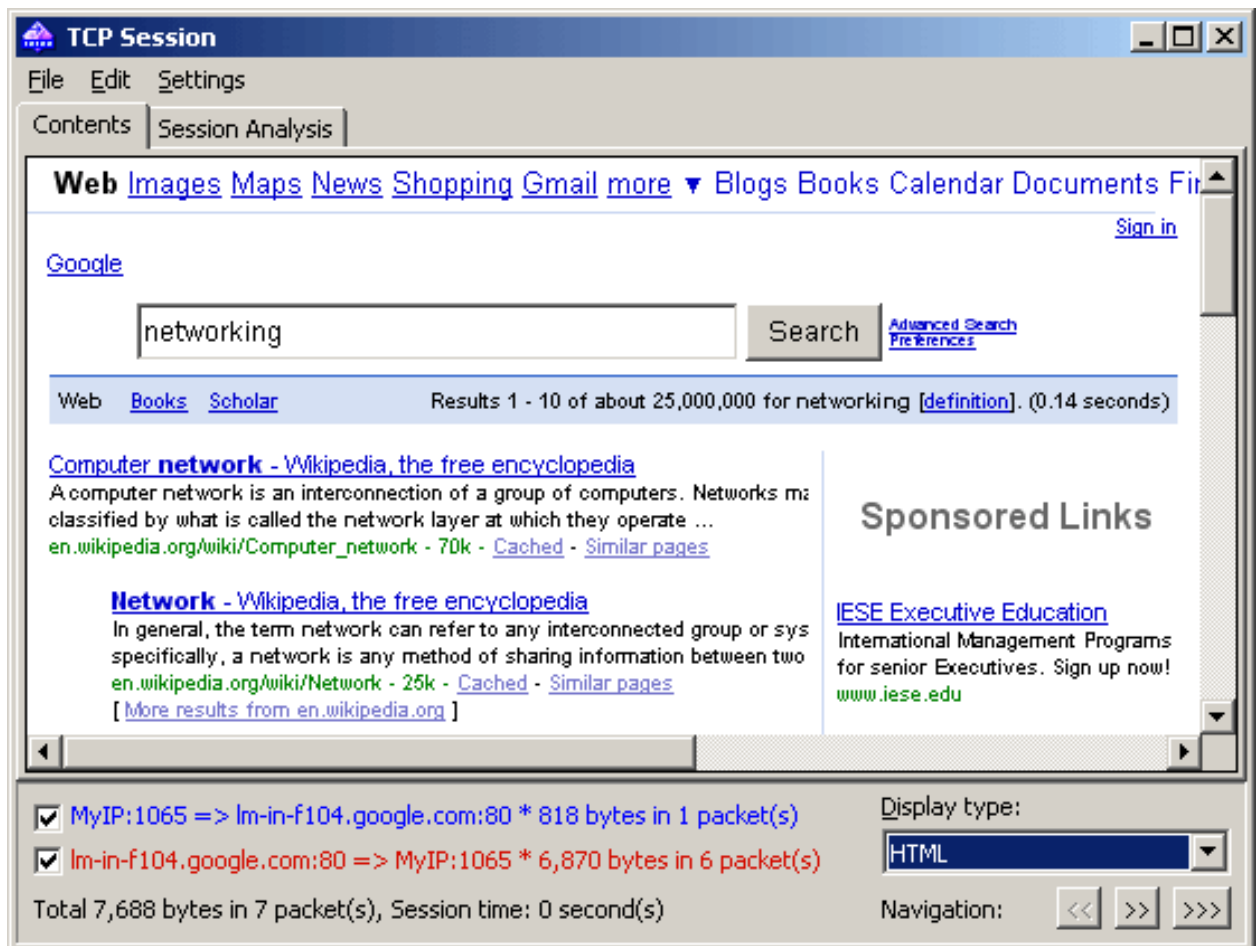 TCP Session
File Edit Settings
Contents Session Analysis
Web Images Maps News Shopping Gmail more ▼ Blogs Books Calendar Documents Fir
Sign in
Google
networking Search Advanced Search
Preferences
Web Books Scholar Results 1 - 10 of about 25,000,000 for networking [definition]. (0.14 seconds)
Computer network - Wikipedia, the free encyclopedia
A computer network is an interconnection of a group of computers. Networks ma
classified by what is called the network layer at which they operate ...
en.wikipedia.org/wiki/Computer_network - 70k - Cached - Similar pages
Network - Wikipedia, the free encyclopedia
In general, the term network can refer to any interconnected group or sys
specifically, a network is any method of sharing information between two
en.wikipedia.org/wiki/Network - 25k - Cached - Similar pages
[ More results from en.wikipedia.org ]
Sponsored Links
IESE Executive Education
International Management Programs
for senior Executives. Sign up now!
www.iese.edu
MyIP:1065 => lm-in-f104.google.com:80 * 818 bytes in 1 packet(s)
lm-in-f104.google.com:80 => MyIP:1065 * 6,870 bytes in 6 packet(s)
Total 7,688 bytes in 7 packet(s), Session time: 0 second(s)
Display type:
HTML
Navigation: << >> >>>